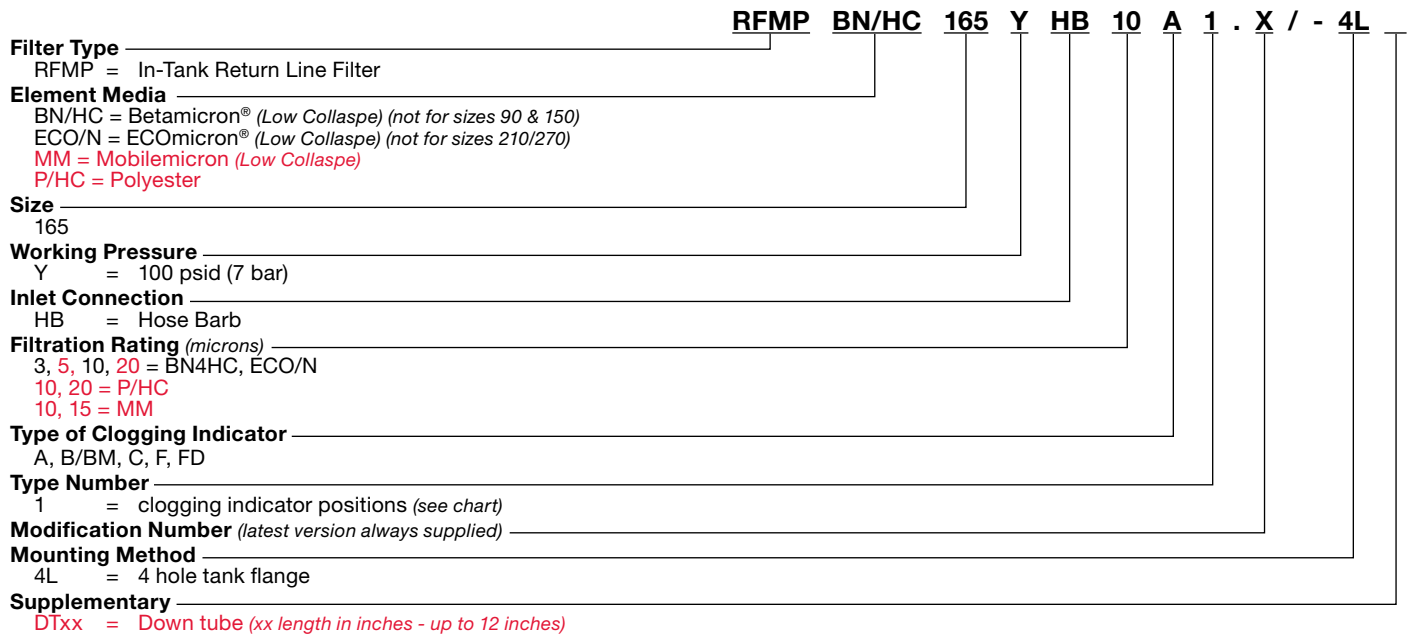 RFMP BN/HC 165 Y HB 10 A 1 . X / - 4L __
Filter Type
RFMP = In-Tank Return Line Filter
Element Media
BN/HC = Betamicron® (Low Collaspe) (not for sizes 90 & 150)
ECO/N = ECOmicron® (Low Collaspe) (not for sizes 210/270)
MM = Mobilemicron (Low Collaspe)
P/HC = Polyester
Size
165
Working Pressure
Y = 100 psid (7 bar)
Inlet Connection
HB = Hose Barb
Filtration Rating (microns)
3, 5, 10, 20 = BN4HC, ECO/N
10, 20 = P/HC
10, 15 = MM
Type of Clogging Indicator
A, B/BM, C, F, FD
Type Number
1 = clogging indicator positions (see chart)
Modification Number (latest version always supplied)
Mounting Method
4L = 4 hole tank flange
Supplementary
DTxx = Down tube (xx length in inches - up to 12 inches)